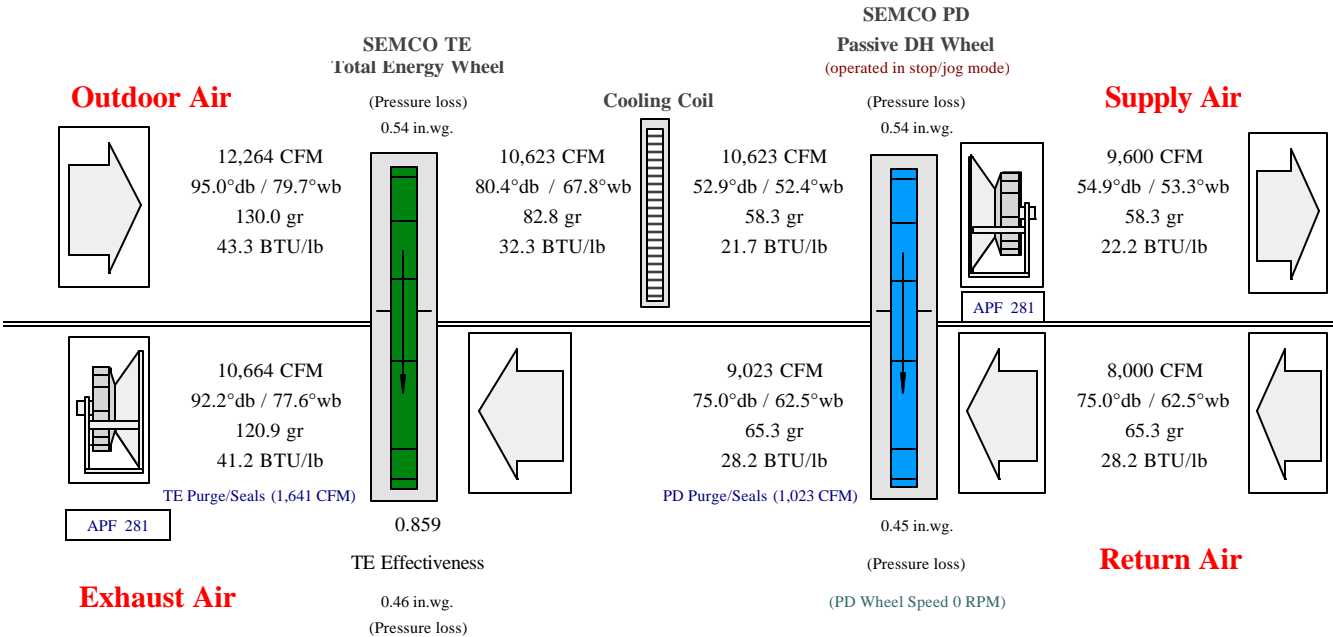 SEMCO PD
SEMCO TE
Passive DH Wheel
Total Energy Wheel
(operated in stop/jog mode)
Outdoor Air
(Pressure loss)
Cooling Coil
(Pressure loss)
Supply Air
0.54 in.wg.
0.54 in.wg.
12,264 CFM
95.0°db / 79.7°wb
130.0 gr
43.3 BTU/lb
10,623 CFM
80.4°db / 67.8°wb
82.8 gr
32.3 BTU/lb
10,623 CFM
52.9°db / 52.4°wb
58.3 gr
21.7 BTU/lb
9,600 CFM
54.9°db / 53.3°wb
58.3 gr
22.2 BTU/lb
APF 281
10,664 CFM
92.2°db / 77.6°wb
120.9 gr
41.2 BTU/lb
TE Purge/Seals (1,641 CFM)
9,023 CFM
75.0°db / 62.5°wb
65.3 gr
28.2 BTU/lb
PD Purge/Seals (1,023 CFM)
8,000 CFM
75.0°db / 62.5°wb
65.3 gr
28.2 BTU/lb
APF 281
0.859
0.45 in.wg.
TE Effectiveness
(Pressure loss)
Return Air
Exhaust Air
0.46 in.wg.
(PD Wheel Speed 0 RPM)
(Pressure loss)